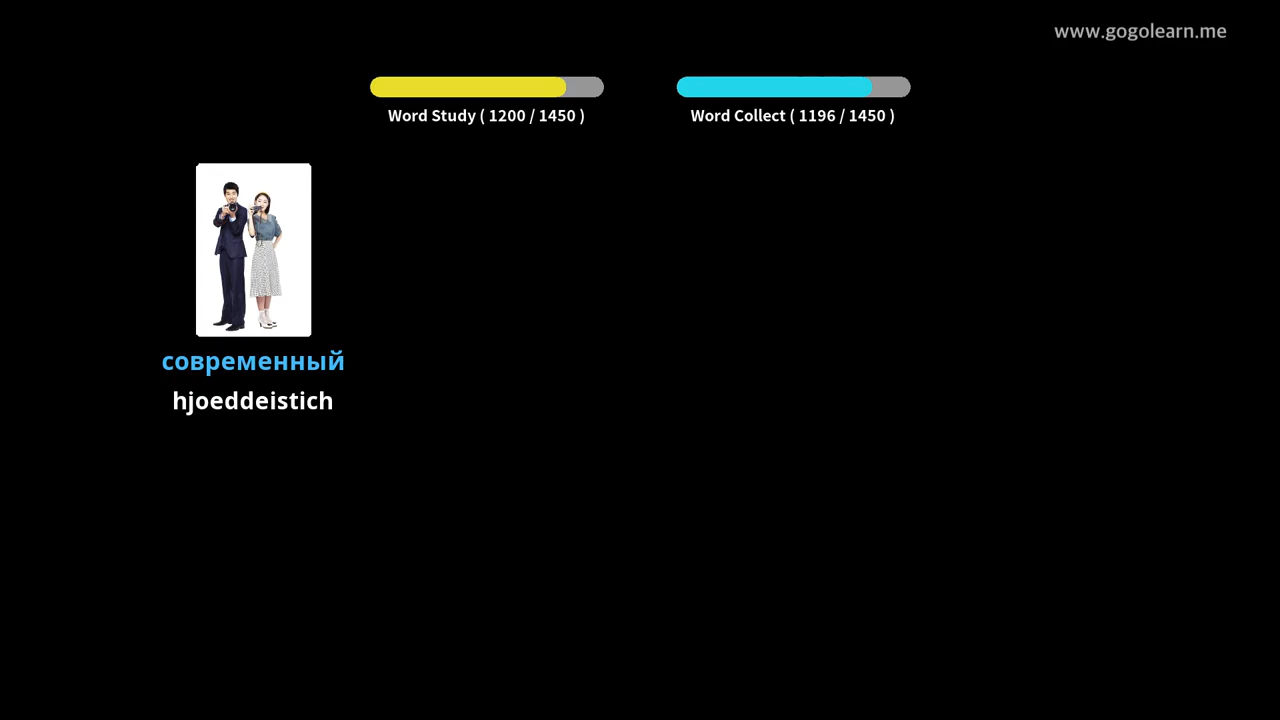 www.gogolearn.me
Word Study ( 1200 / 1450 )
Word Collect ( 1196 / 1450 )
современный
hjoeddeistich